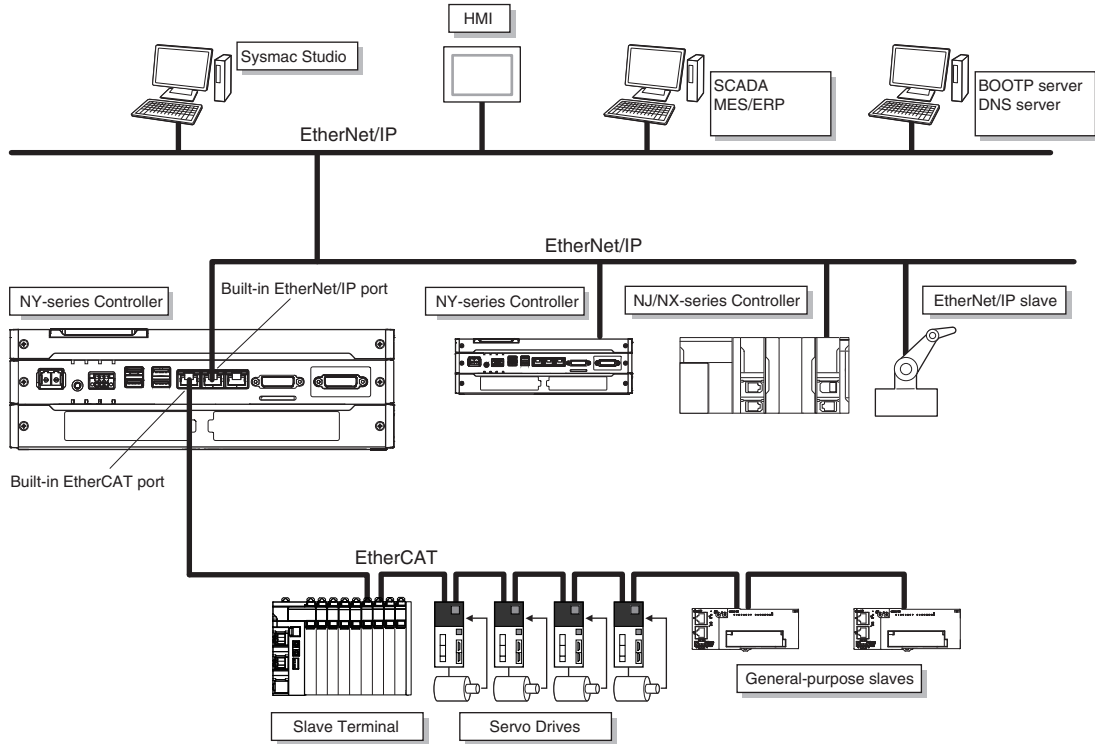 HMI
Sysmac Studio
SCADA
MES/ERP
BOOTP server
DNS server
EtherNet/IP
EtherNet/IP
Built-in EtherNet/IP port
NY-series Controller
NY-series Controller
NJ/NX-series Controller
EtherNet/IP slave
Built-in EtherCAT port
EtherCAT
General-purpose slaves
Slave Terminal
Servo Drives